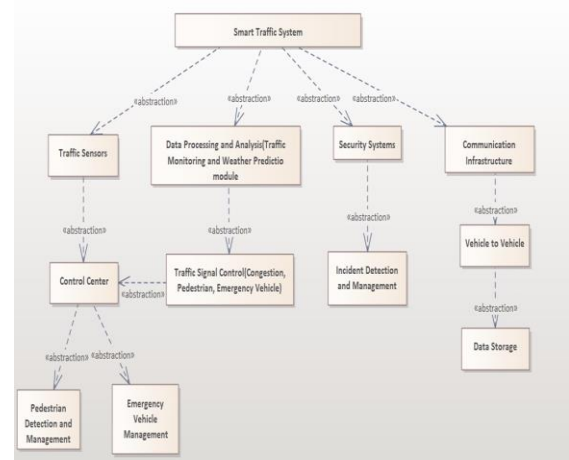 Smart Traffic System
«abstraction»
«abstraction»
«abstraction»
«abstraction»
Traffic Sensors
Data Processing and Analysis(Traffic
Monitoring and Weather Predictio
module
Security Systems
Communication
Infrastructure
«abstraction»
«abstraction»
«abstraction»
«abstraction»
Vehicle to Vehicle
Control Center
«abstraction»
Traffic Signal Control(Congestion,
Pedestrian, Emergency Vehicle)
Incident Detection
and Management
«abstraction»
Data Storage
«abstraction»
«abstraction»
Pedestrian
Detection and
Management
Emergency
Vehicle
Management